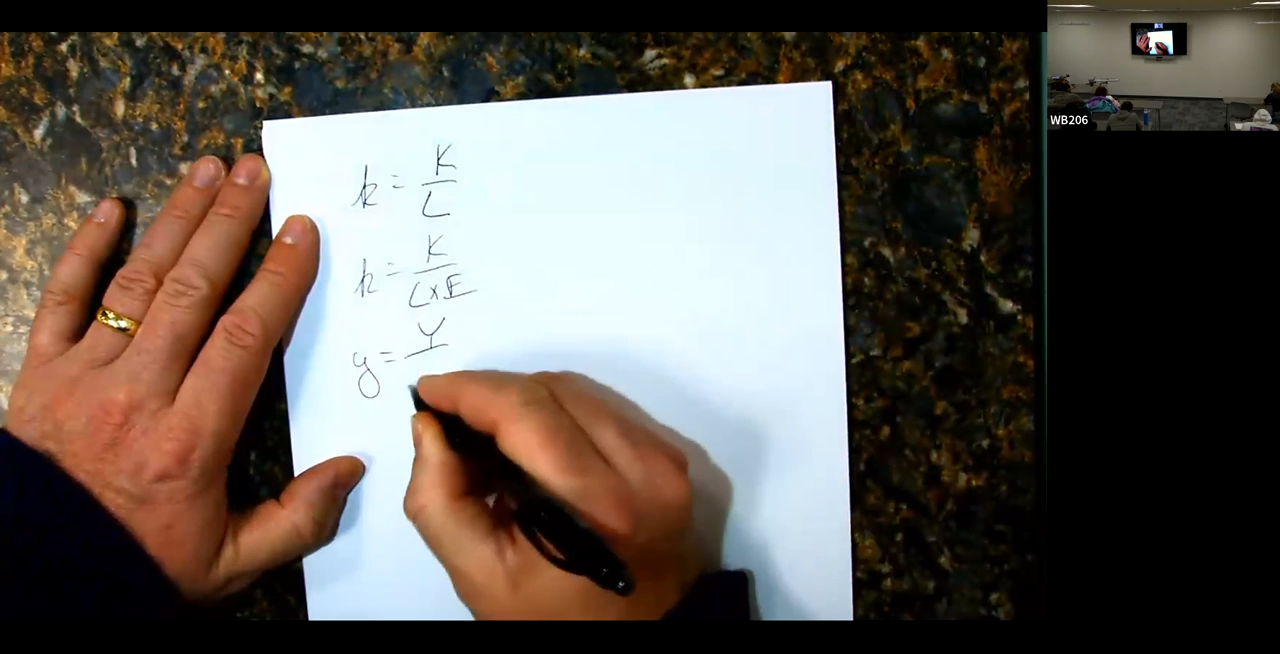 k = K / L
k = K / L x E
y = Y /
WB206